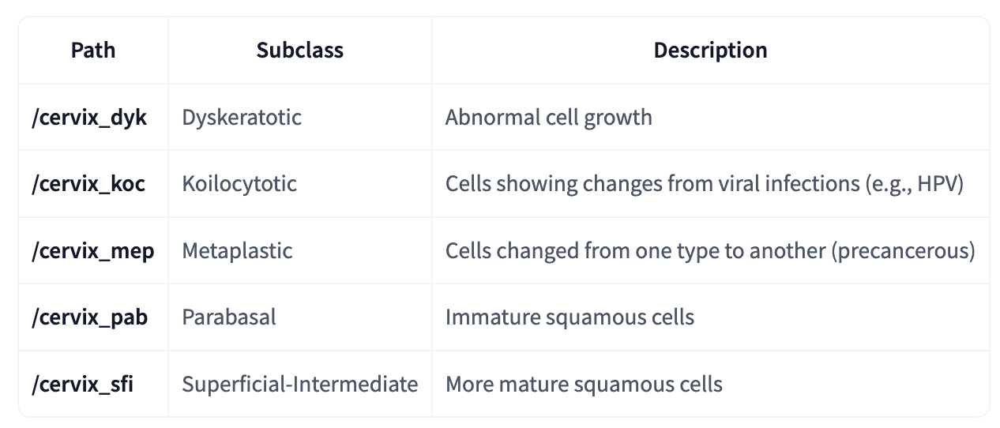 Path Subclass Description
/cervix_dyk Dyskeratotic Abnormal cell growth
/cervix_koc Koilocytotic Cells showing changes from viral infections (e.g., HPV)
/cervix_mep Metaplastic Cells changed from one type to another (precancerous)
/cervix_pab Parabasal Immature squamous cells
/cervix_sfi Superficial-Intermediate More mature squamous cells